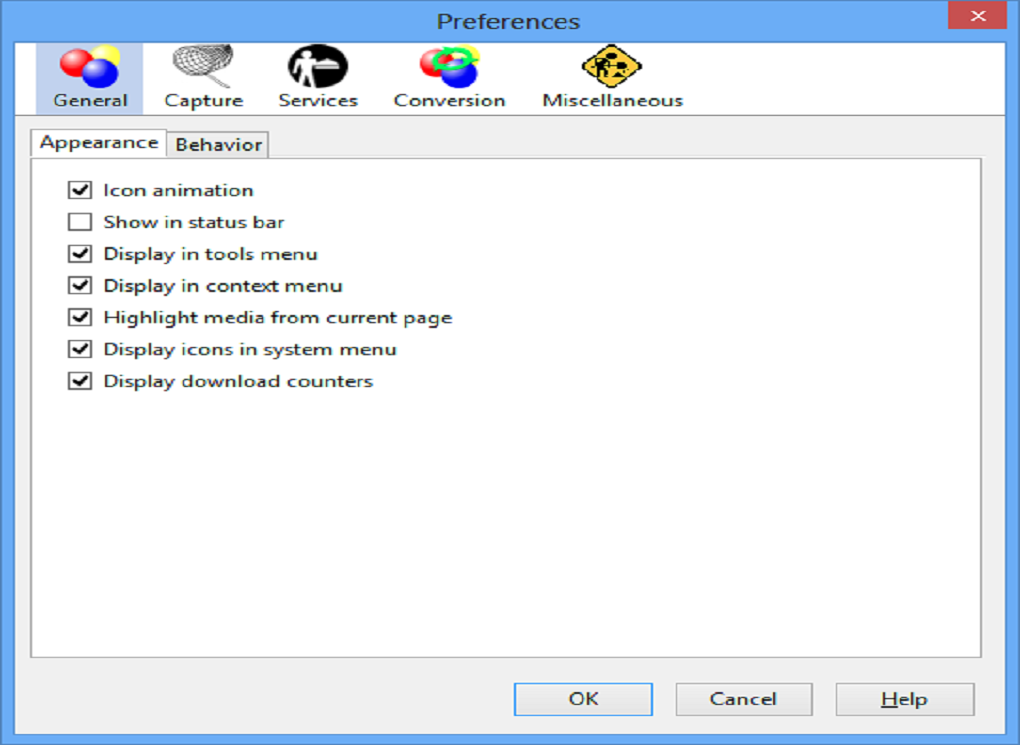 Preferences
General Capture Services Conversion Miscellaneous
Appearance Behavior
Icon animation
Show in status bar
Display in tools menu
Display in context menu
Highlight media from current page
Display icons in system menu
Display download counters
OK Cancel Help